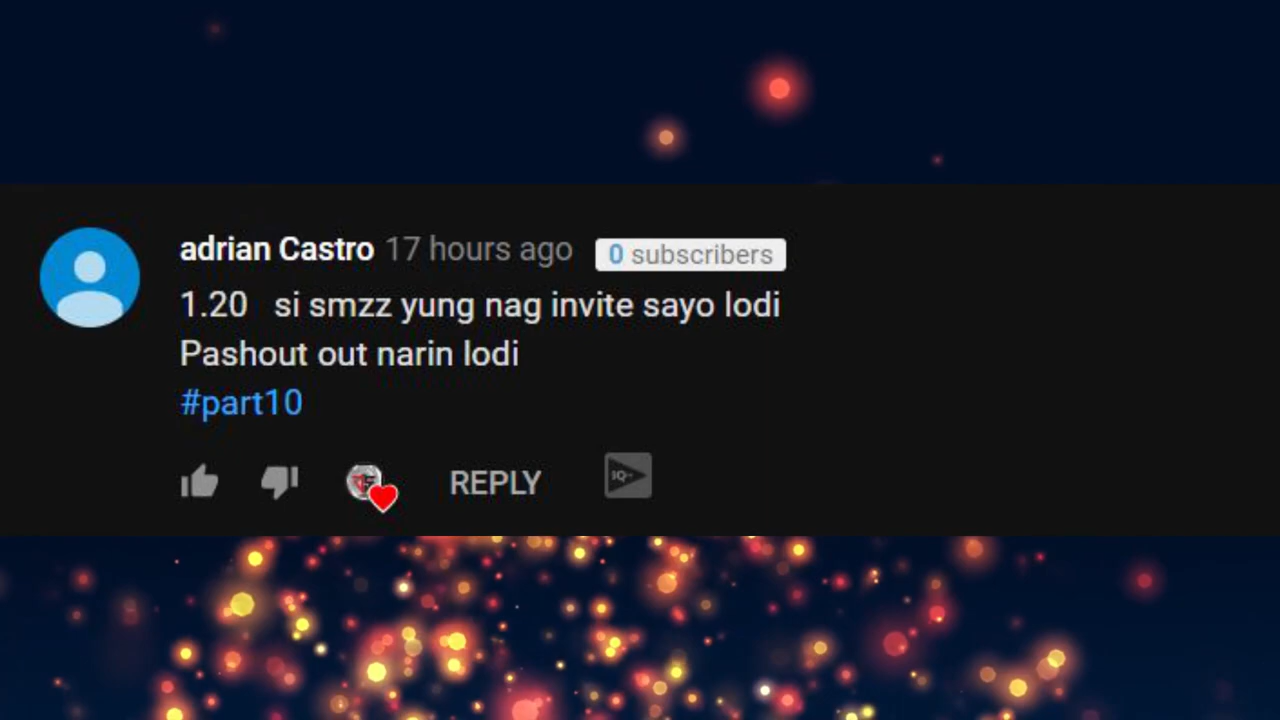 adrian Castro 17 hours ago 0 subscribers
1.20 si smzz yung nag invite sayo lodi
Pashout out narin lodi
#part10
REPLY